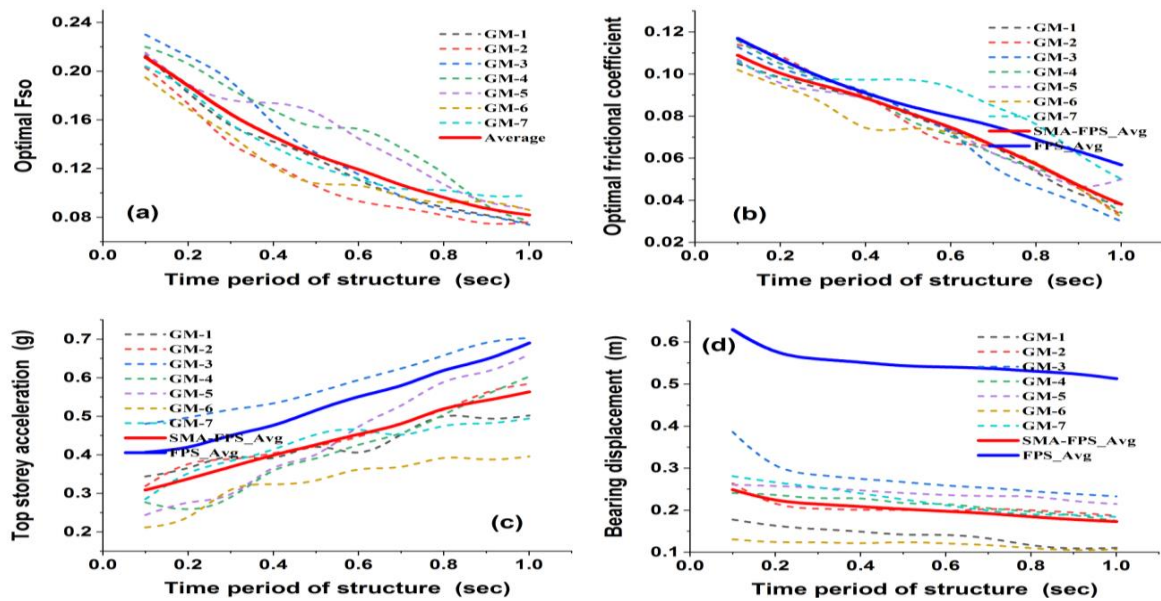 0.24
0.20
0.16
0.12
0.08
Optimal Fso
GM-1
GM-2
GM-3
GM-4
GM-5
GM-6
GM-7
Average
(a)
0.0 0.2 0.4 0.6 0.8 1.0
Time period of structure (sec)
0.12
0.10
0.08
0.06
0.04
0.02
Optimal frictional coefficient
GM-1
GM-2
GM-3
GM-4
GM-5
GM-6
GM-7
SMA-FPS_Avg
FPS_Avg
(b)
0.0 0.2 0.4 0.6 0.8 1.0
Time period of structure (sec)
0.7
0.6
0.5
0.4
0.3
0.2
Top storey acceleration (g)
GM-1
GM-2
GM-3
GM-4
GM-5
GM-6
GM-7
SMA-FPS_Avg
FPS_Avg
(c)
0.0 0.2 0.4 0.6 0.8 1.0
Time period of structure (sec)
0.6
0.5
0.4
0.3
0.2
0.1
Bearing displacement (m)
(d)
GM-1
GM-2
GM-3
GM-4
GM-5
GM-6
GM-7
SMA-FPS_Avg
FPS_Avg
0.0 0.2 0.4 0.6 0.8 1.0
Time period of structure (sec)